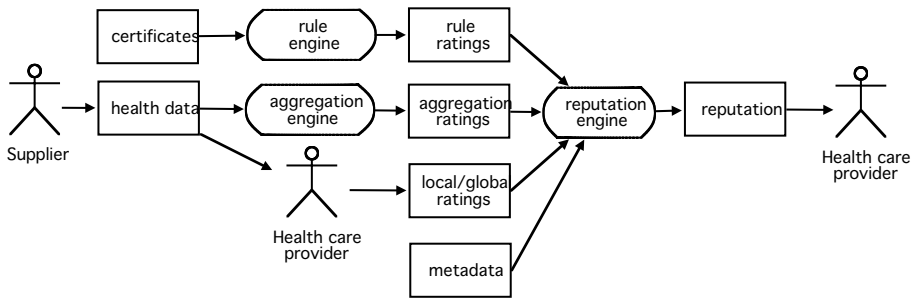 certificates
rule
engine
rule
ratings
Supplier
health data
aggregation
engine
aggregation
ratings
reputation
engine
reputation
Health care
provider
Health care
provider
local/global
ratings
metadata